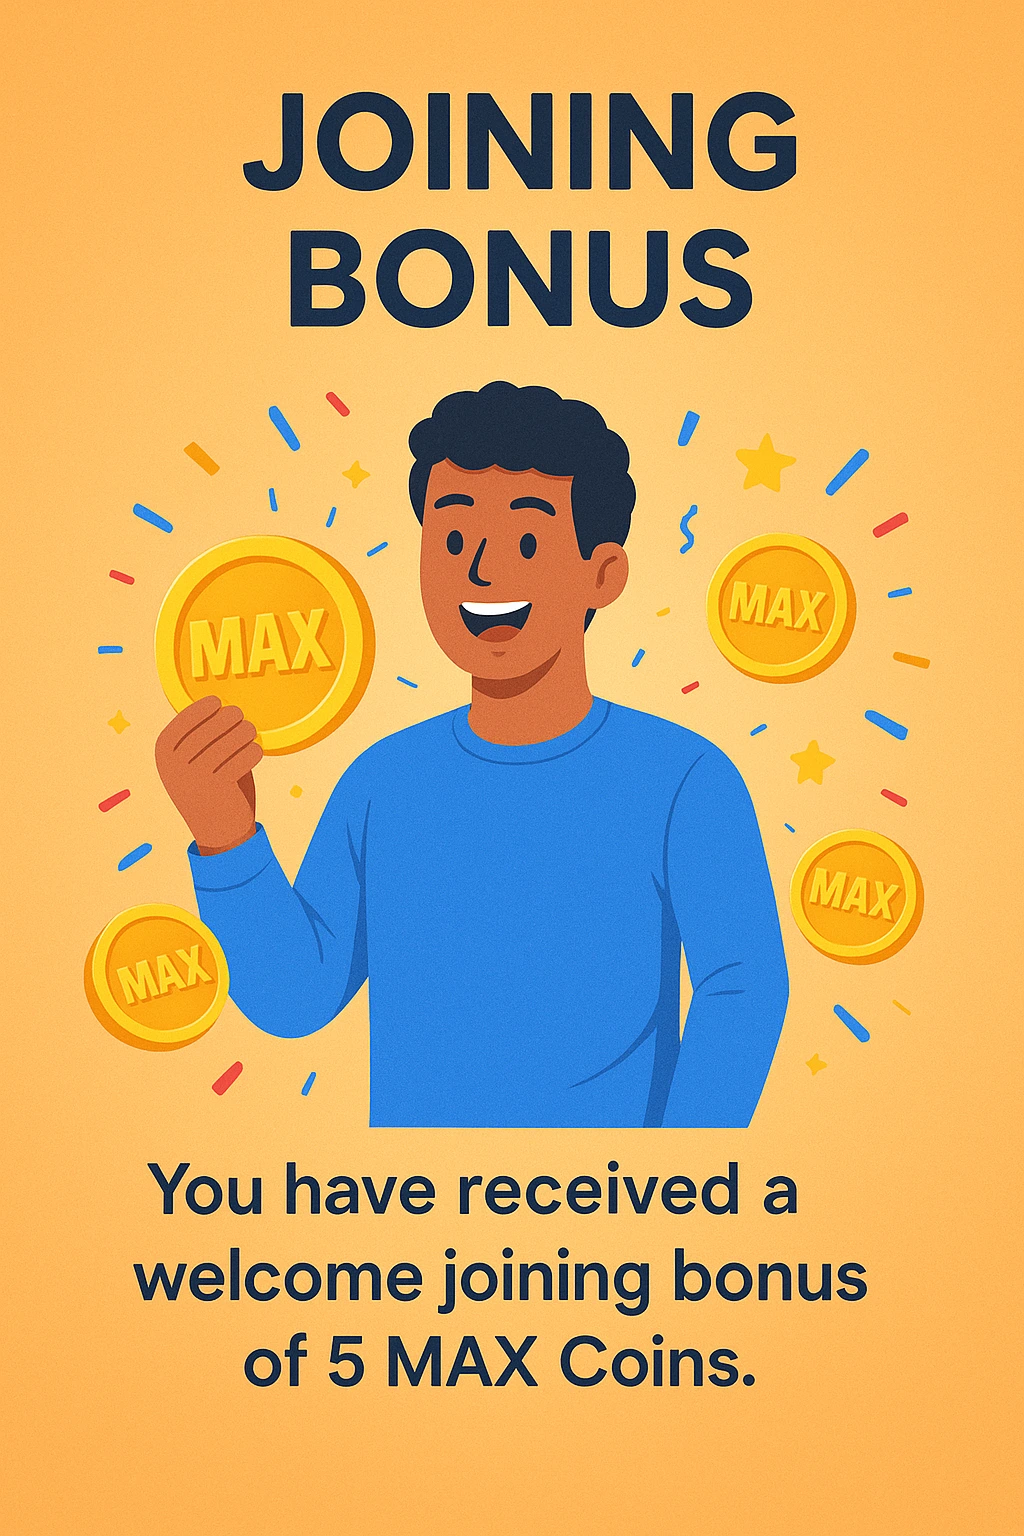 JOINING
BONUS
MAX
MAX
MAX
MAX
You have received a
welcome joining bonus
of 5 MAX Coins.